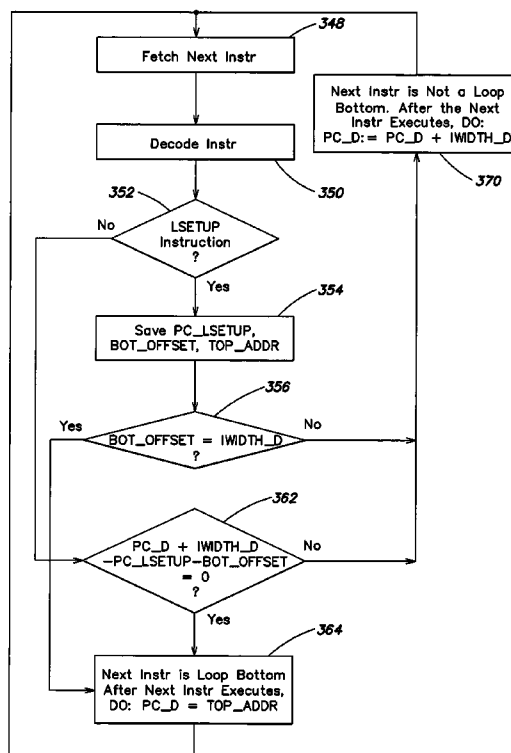 348
Fetch Next Instr
Next Instr is Not a Loop
Bottom. After the Next
Instr Executes, DO:
PC_D:= PC_D + IWIDTH_D
370
Decode Instr
350
352
No
LSETUP
Instruction
?
Yes
354
Save PC_LSETUP,
BOT_OFFSET, TOP_ADDR
356
Yes
BOT_OFFSET = IWIDTH_D
?
No
362
PC_D + IWIDTH_D
-PC_LSETUP-BOT_OFFSET
= 0
?
No
Yes
364
Next Instr is Loop Bottom
After Next Instr Executes,
DO: PC_D = TOP_ADDR